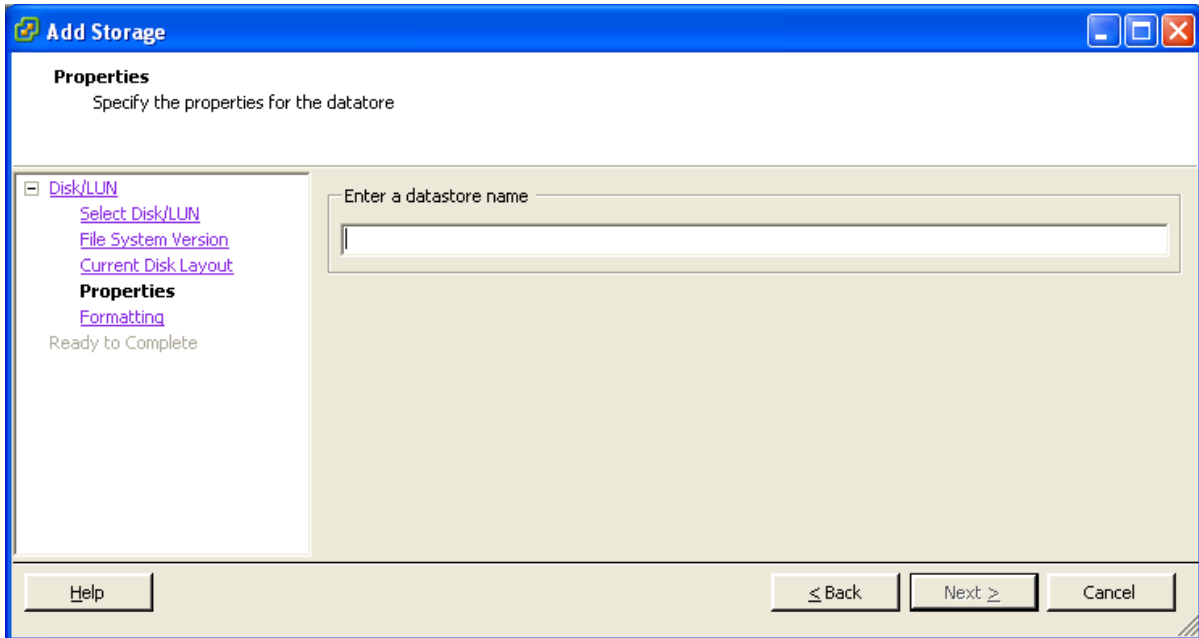 Add Storage
Properties
Specify the properties for the datatore
Disk/LUN
Select Disk/LUN
File System Version
Current Disk Layout
Properties
Formatting
Ready to Complete
Enter a datastore name
Help
< Back
Next >
Cancel